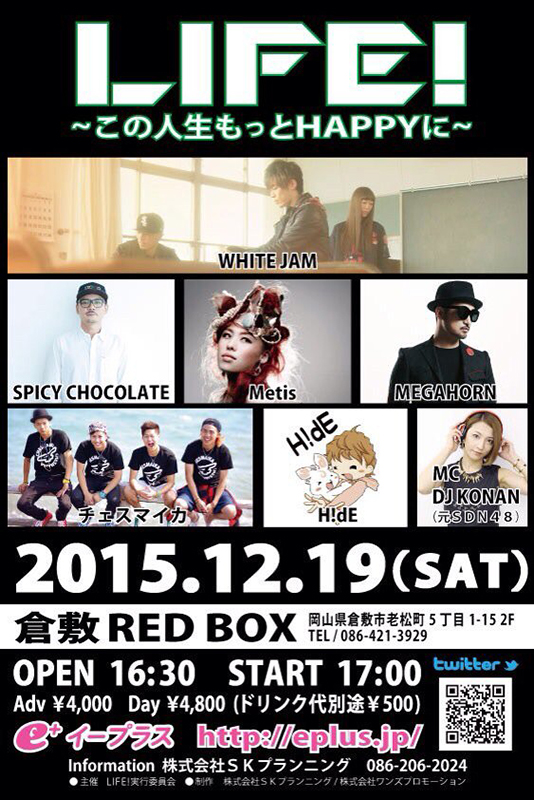 LIFE!
~この人生もっとHAPPYに~
WHITE JAM
SPICY CHOCOLATE
Metis
MEGAHORN
チェスマイカ
H!dE
H!dE
MC
DJ KONAN
(元SDN48)
2015.12.19(SAT)
倉敷 RED BOX
岡山県倉敷市老松町5丁目1-15 2F
TEL / 086-421-3929
OPEN 16:30 START 17:00
twitter
Adv ¥4,000 Day ¥4,800 (ドリンク代別途¥500)
e+ イープラス http://eplus.jp/
Information 株式会社SKプランニング 086-206-2024
●主催 LIFE!実行委員会 ●制作 株式会社SKプランニング / 株式会社ワンズプロモーション